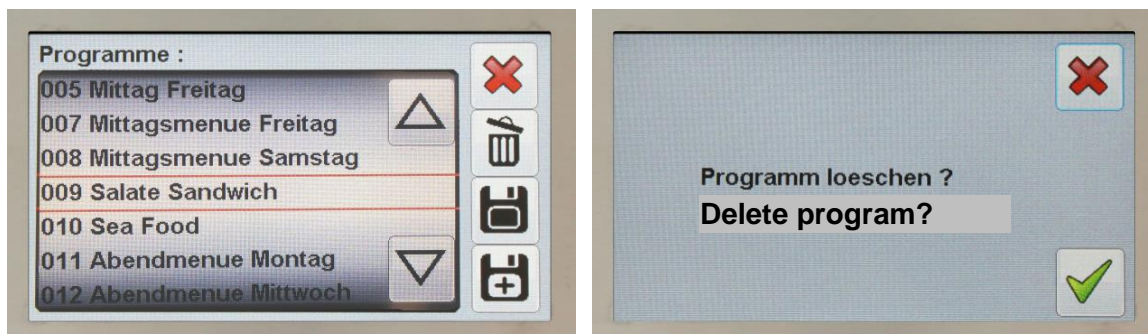 Programme :
005 Mittag Freitag
007 Mittagsmenue Freitag
008 Mittagsmenue Samstag
009 Salate Sandwich
010 Sea Food
011 Abendmenue Montag
012 Abendmenue Mittwoch
Programm loeschen ?
Delete program?